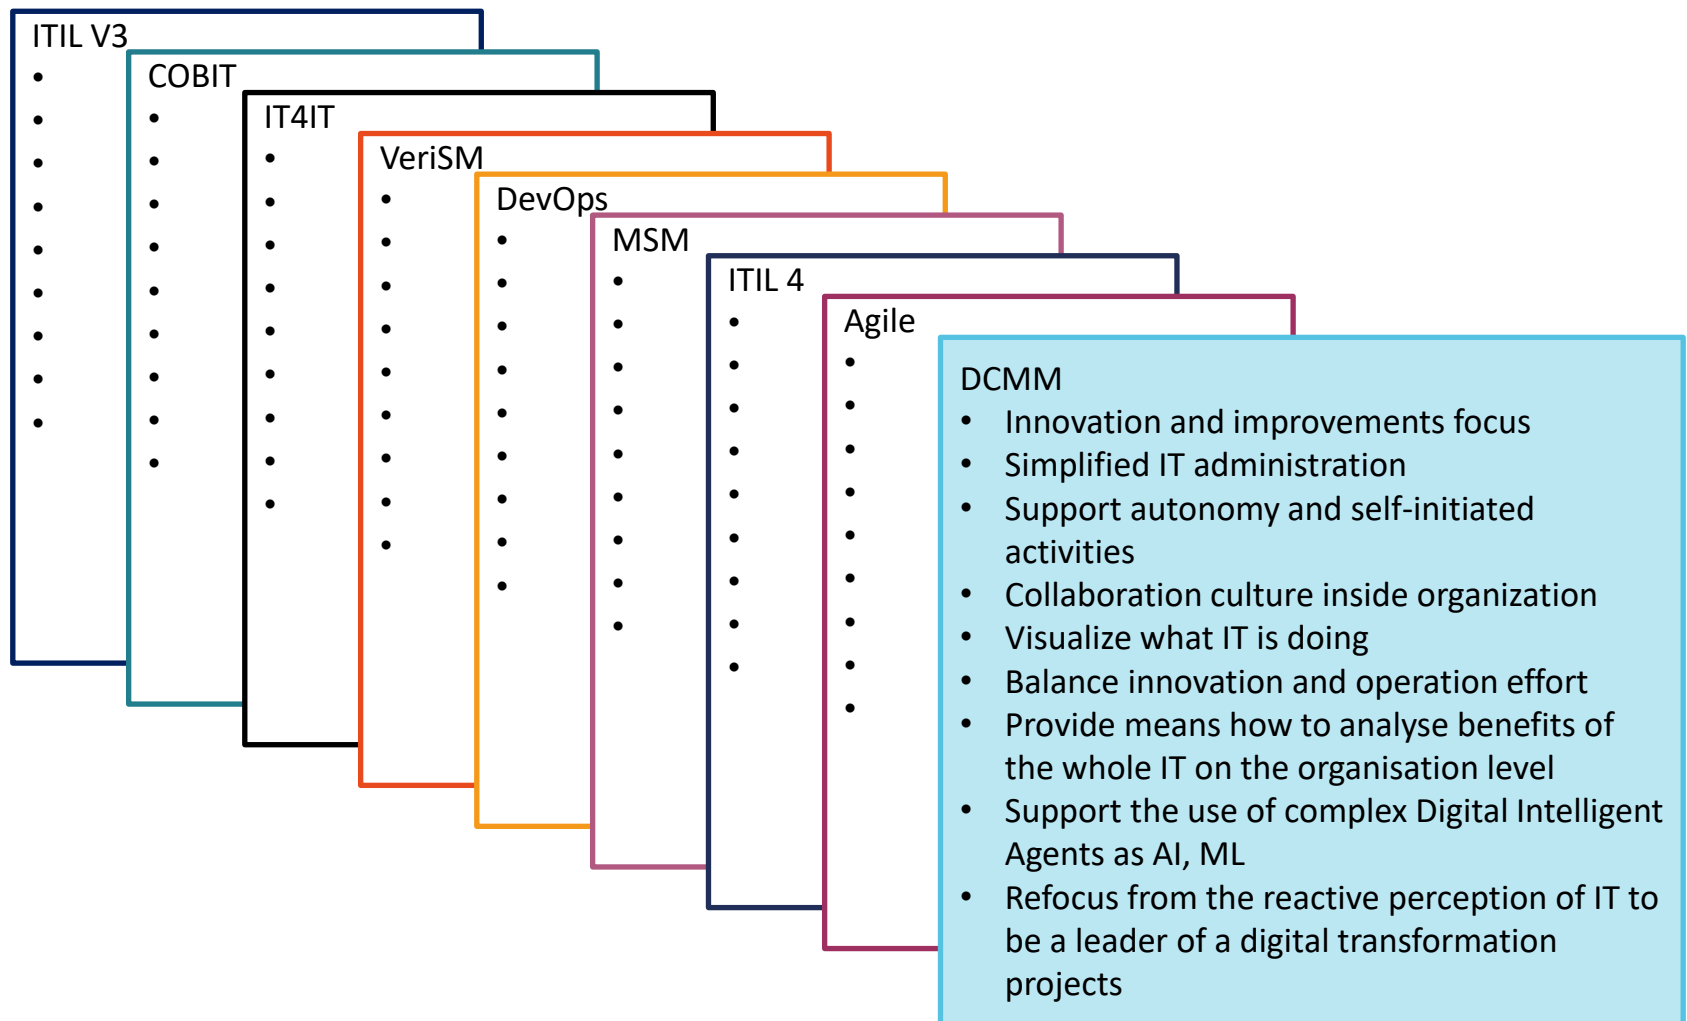 ITIL V3
COBIT
IT4IT
VeriSM
DevOps
MSM
ITIL 4
Agile
DCMM
• Innovation and improvements focus
• Simplified IT administration
• Support autonomy and self-initiated
activities
• Collaboration culture inside organization
• Visualize what IT is doing
• Balance innovation and operation effort
• Provide means how to analyse benefits of
the whole IT on the organisation level
• Support the use of complex Digital Intelligent
Agents as AI, ML
• Refocus from the reactive perception of IT to
be a leader of a digital transformation
projects